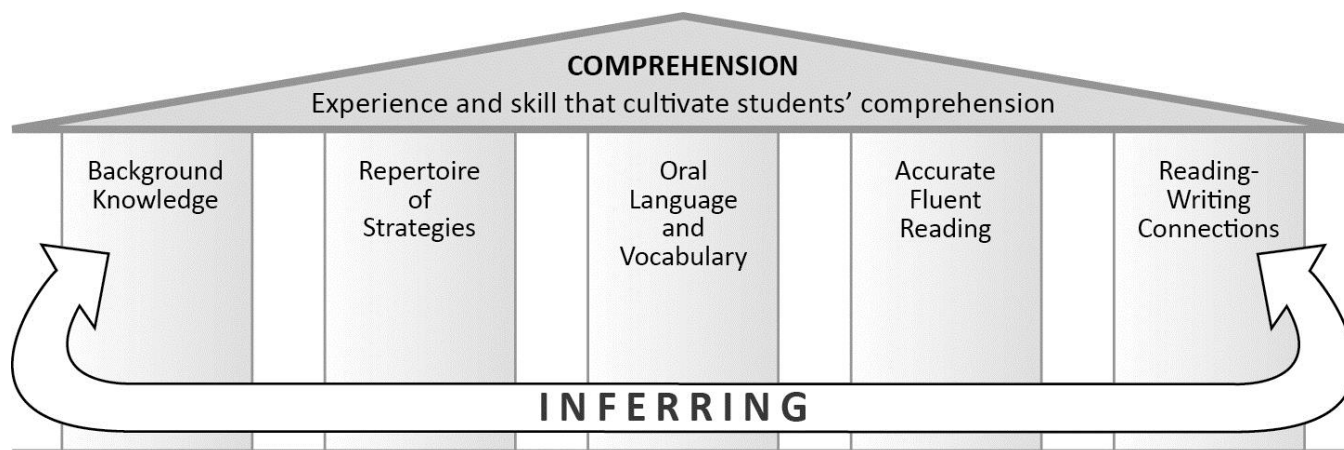 COMPREHENSION
Experience and skill that cultivate students’ comprehension
Background
Knowledge
Repertoire
of
Strategies
Oral
Language
and
Vocabulary
Accurate
Fluent
Reading
Reading-
Writing
Connections
INFERRING